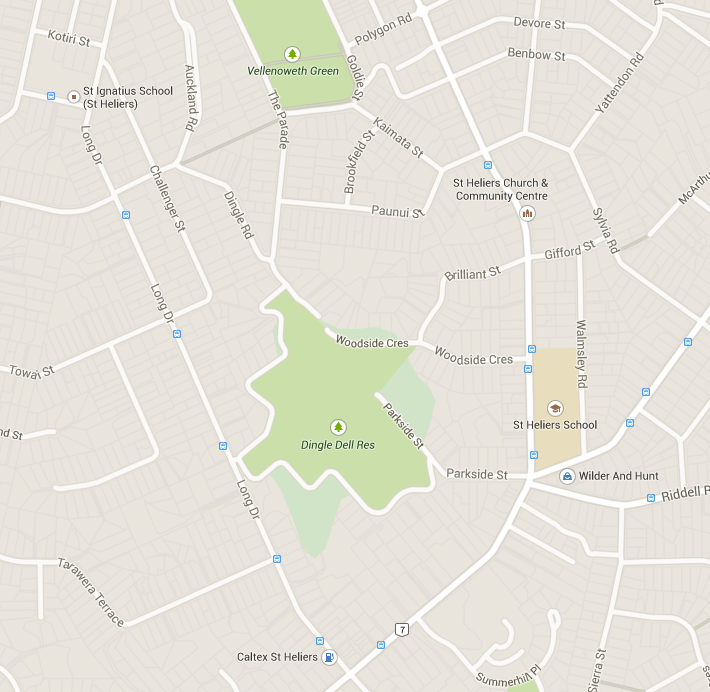 Polygon Rd
Devore St
Kotiri St
Benbow St
Vellenoweth Green
Goldie St
Auckland Rd
Yattendon Rd
St Ignatius School
(St Heliers)
The Parade
Kaimata St
Long Dr
Brookfield St
Challenger St
St Heliers Church &
Community Centre
McArthu
Dingle Rd
Paunui St
Sylvia Rd
Gifford St
Brilliant St
Long Dr
Woodside Cres
Woodside Cres
Walmsley Rd
Towai St
Parkside St
St Heliers School
nd St
Dingle Dell Res
Parkside St
Wilder And Hunt
Long Dr
Riddell R
Tarawera Terrace
7
Caltex St Heliers
Summerhill Pl
Sierra St